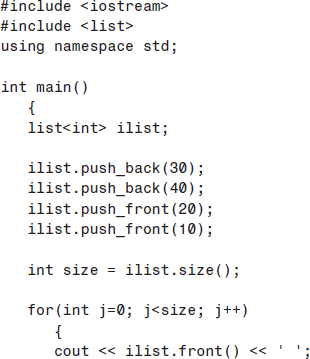 #include <iostream>
#include <list>
using namespace std;
int main()
{
list<int> ilist;
ilist.push_back(30);
ilist.push_back(40);
ilist.push_front(20);
ilist.push_front(10);
int size = ilist.size();
for(int j=0; j<size; j++)
{
cout << ilist.front() << ' ';